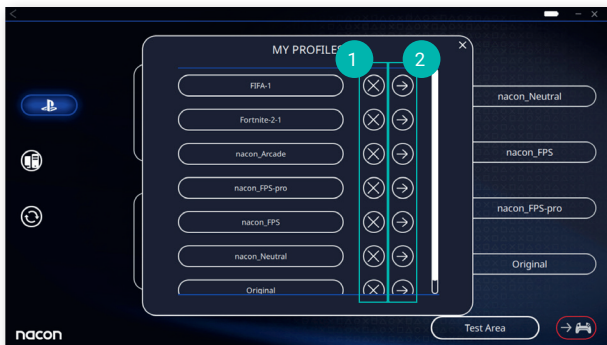 MY PROFILES
1
2
FIFA-1
Fortnite-2-1
nacon_Arcade
nacon_FPS-pro
nacon_FPS
nacon_Neutral
Original
nacon_Neutral
nacon_FPS
nacon_FPS-pro
Original
Test Area
nacon